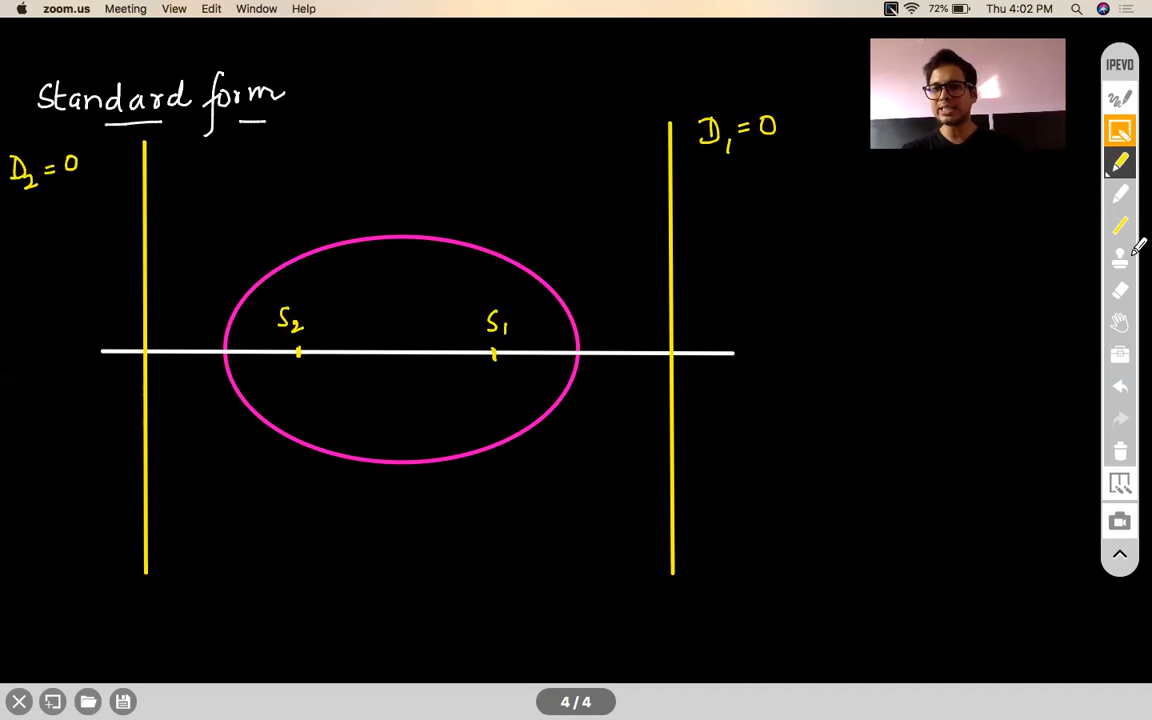 zoom.us Meeting View Edit Window Help 72% Thu 4:02 PM
IPEVO
Standard form
D₁ = 0
D₂ = 0
S₂ S₁
4 / 4